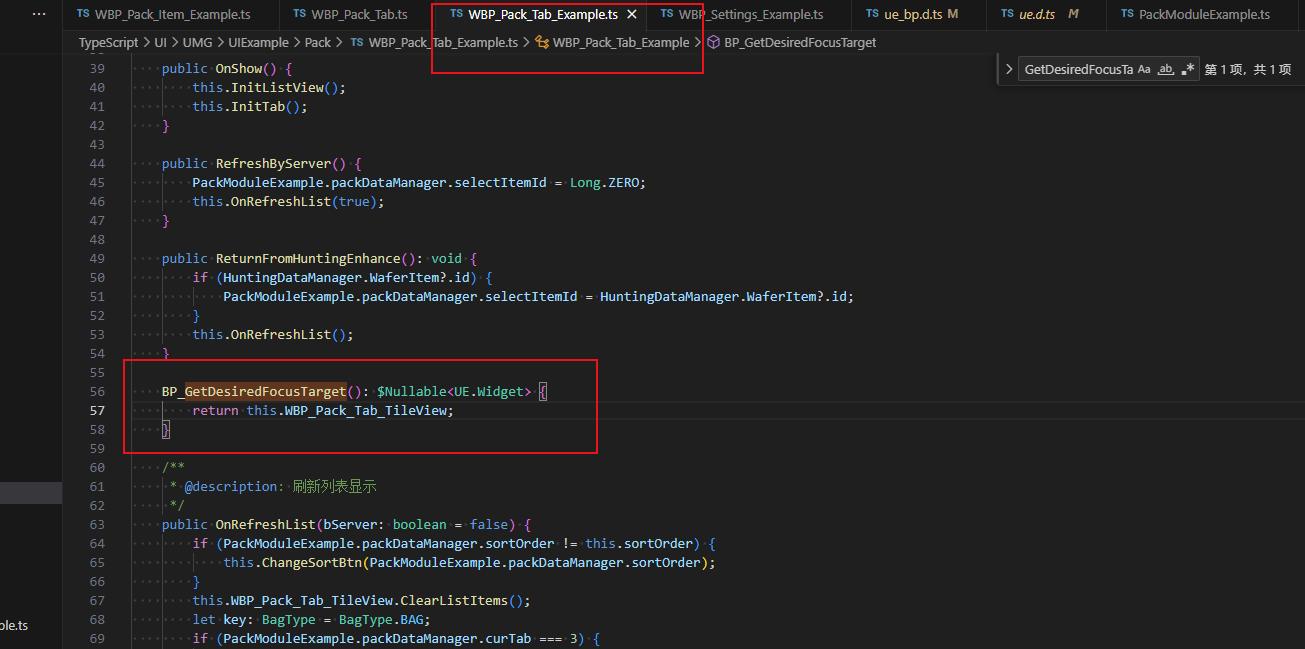 ··· TS WBP_Pack_Item_Example.ts TS WBP_Pack_Tab.ts TS WBP_Pack_Tab_Example.ts × TS WBP_Settings_Example.ts TS ue_bp.d.ts M TS ue.d.ts M TS PackModuleExample.ts
TypeScript > UI > UMG > UIExample > Pack > TS WBP_Pack_Tab_Example.ts > WBP_Pack_Tab_Example > BP_GetDesiredFocusTarget
> GetDesiredFocusTa Aa ab .* 第 1 项, 共 1 项
39 public OnShow() {
40 this.InitListView();
41 this.InitTab();
42 }
43
44 public RefreshByServer() {
45 PackModuleExample.packDataManager.selectItemId = Long.ZERO;
46 this.OnRefreshList(true);
47 }
48
49 public ReturnFromHuntingEnhance(): void {
50 if (HuntingDataManager.WaferItem?.id) {
51 PackModuleExample.packDataManager.selectItemId = HuntingDataManager.WaferItem?.id;
52 }
53 this.OnRefreshList();
54 }
55
56 BP_GetDesiredFocusTarget(): $Nullable<UE.Widget> {
57 return this.WBP_Pack_Tab_TileView;
58 }
59
60 /**
61 * @description: 刷新列表显示
62 */
63 public OnRefreshList(bServer: boolean = false) {
64 if (PackModuleExample.packDataManager.sortOrder != this.sortOrder) {
65 this.ChangeSortBtn(PackModuleExample.packDataManager.sortOrder);
66 }
67 this.WBP_Pack_Tab_TileView.ClearListItems();
68 let key: BagType = BagType.BAG;
69 if (PackModuleExample.packDataManager.curTab === 3) {
ple.ts